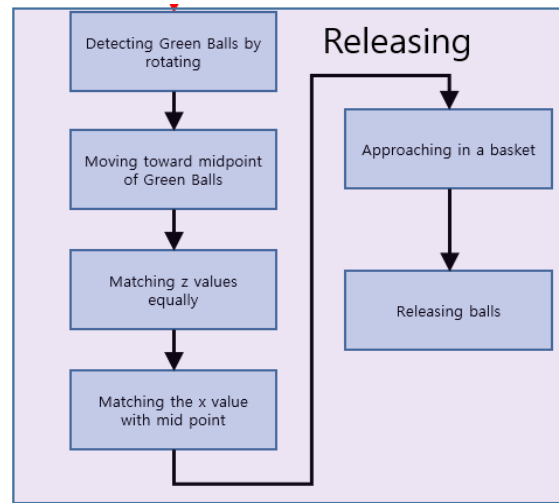 Releasing
Detecting Green Balls by
rotating
Moving toward midpoint
of Green Balls
Matching z values
equally
Matching the x value
with mid point
Approaching in a basket
Releasing balls